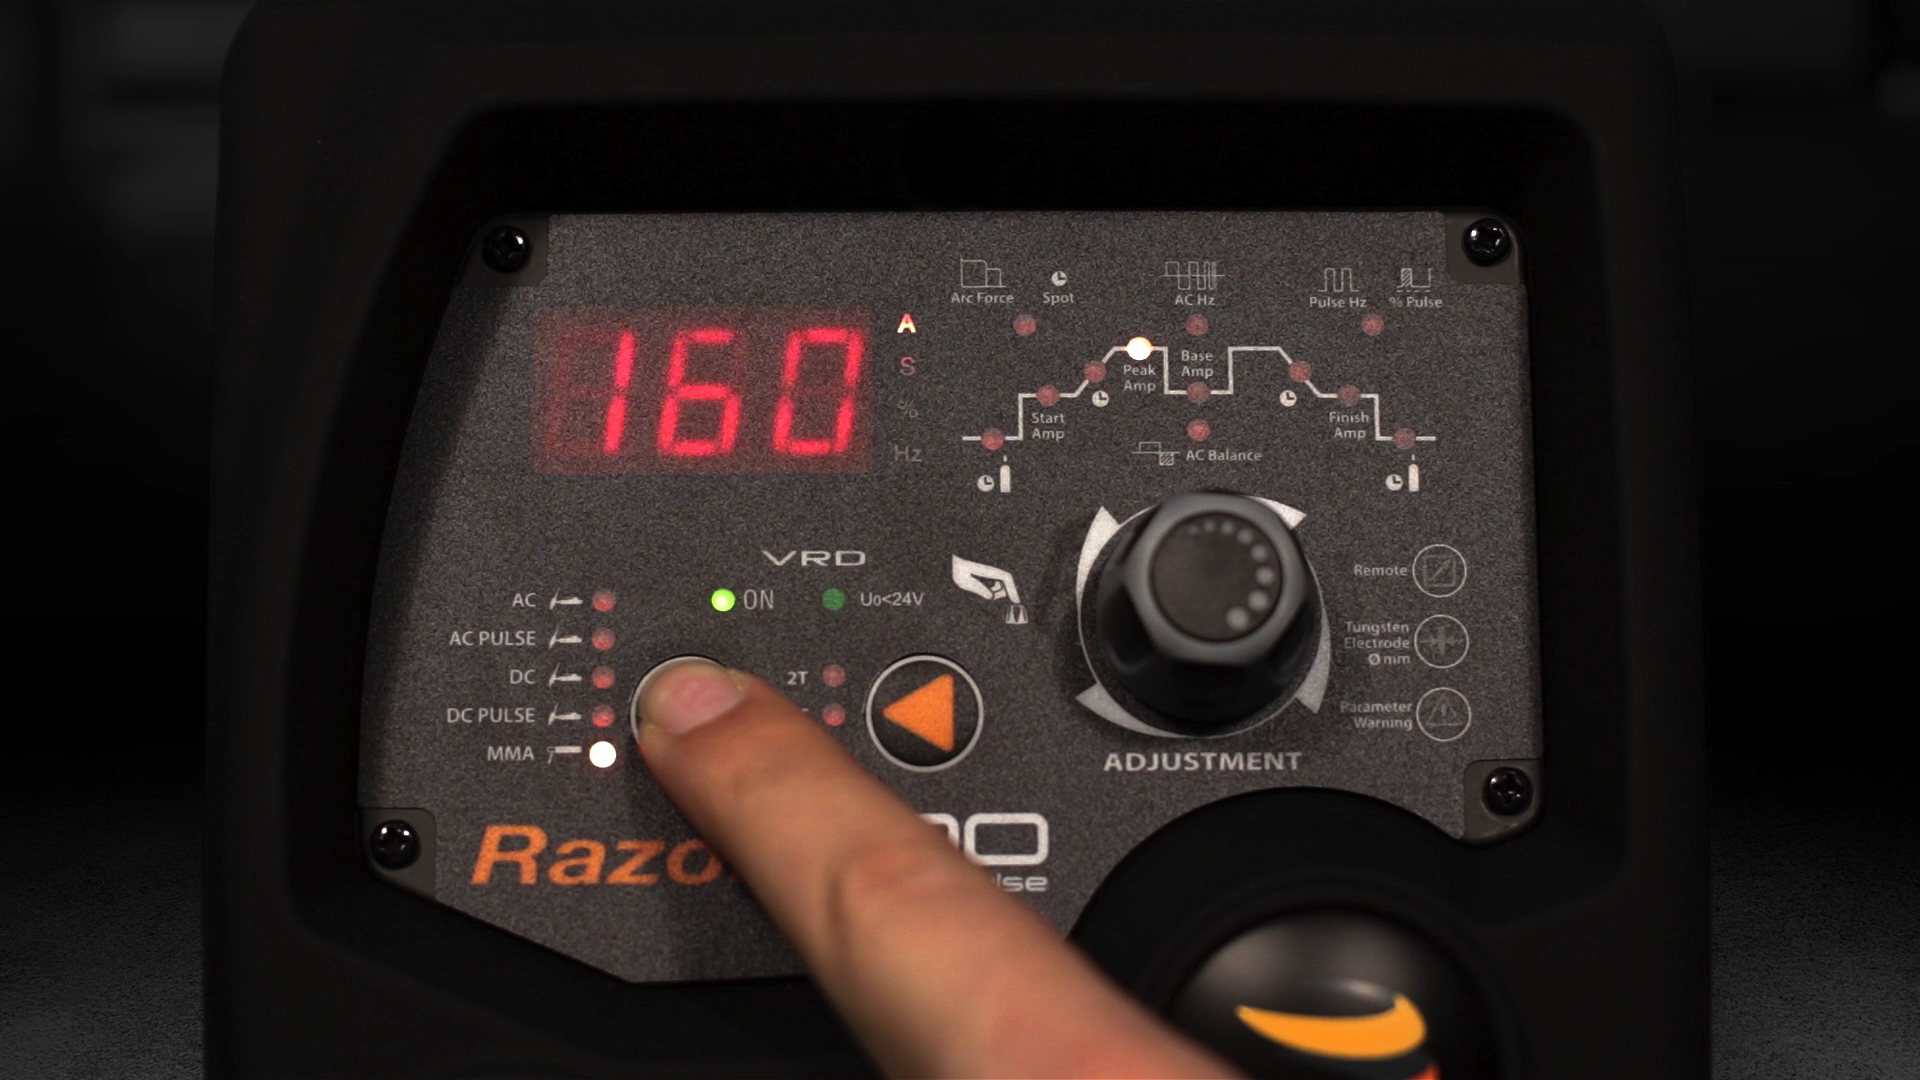 Arc Force
Spot
AC Hz
Pulse Hz
% Pulse
160
A
S
%
Hz
Peak
Amp
Base
Amp
Start
Amp
Finish
Amp
AC Balance
VRD
ON
U₀<24V
AC
AC PULSE
DC
DC PULSE
MMA
2T
Remote
Tungsten
Electrode
Ø mm
Parameter
Warning
ADJUSTMENT